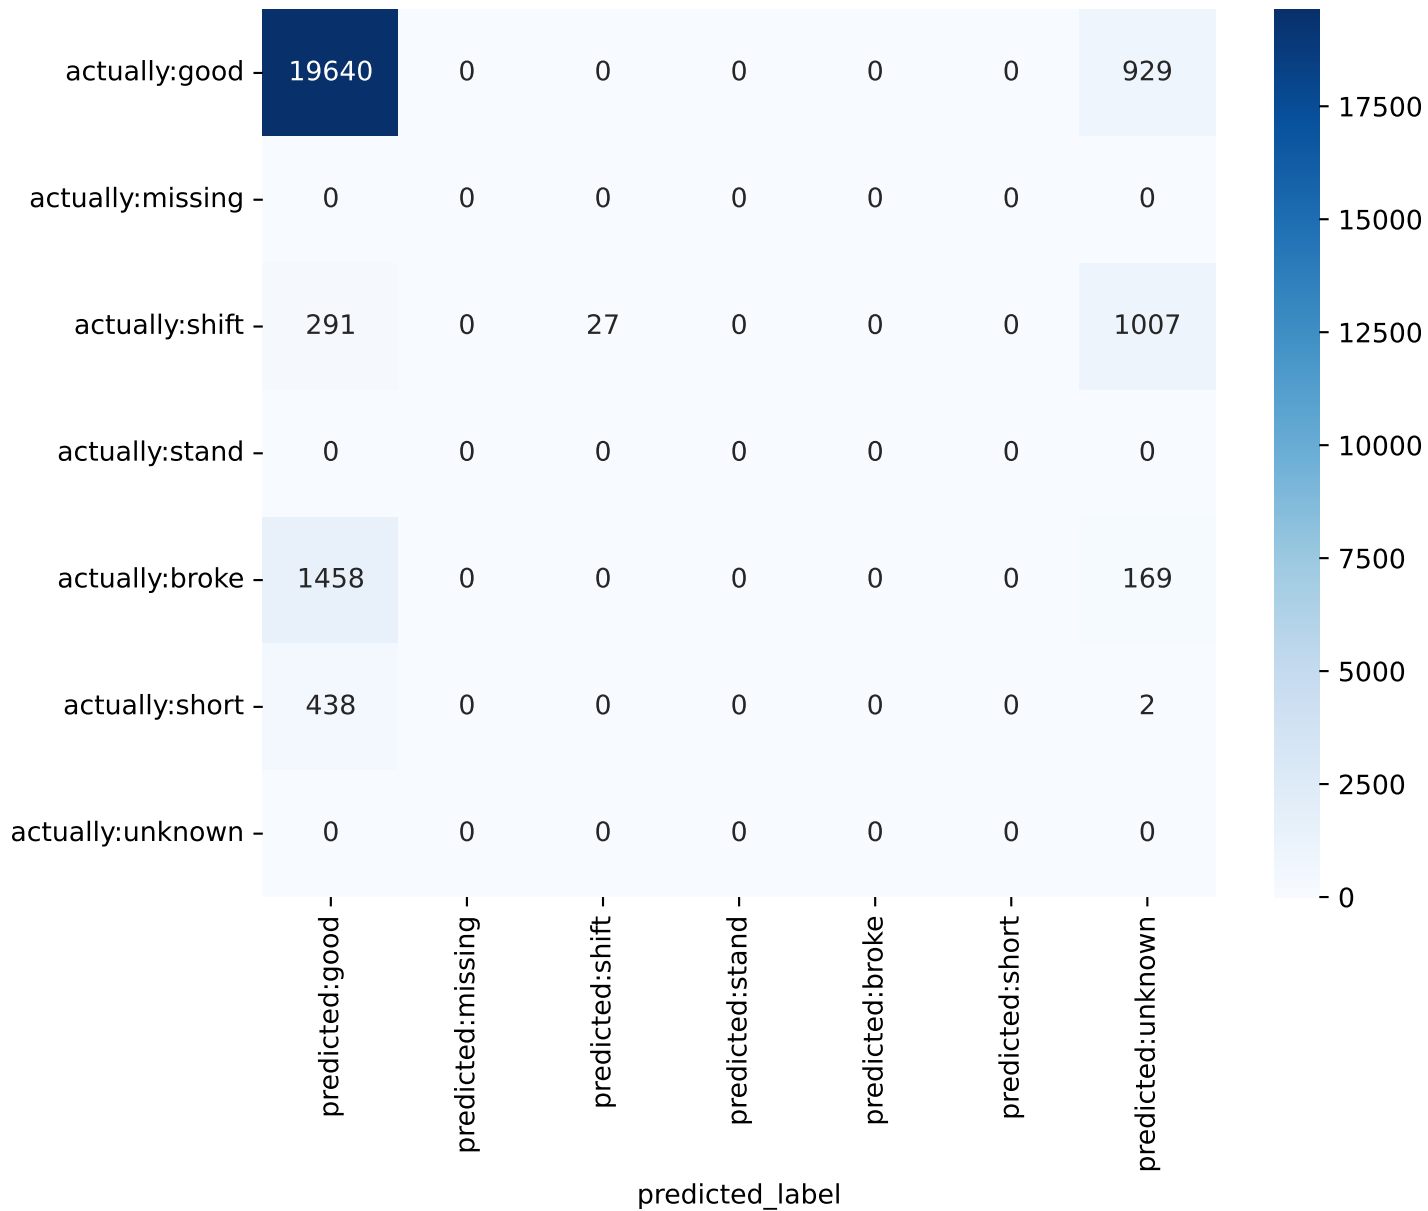 actually:good 19640 0 0 0 0 0 929
actually:missing 0 0 0 0 0 0 0
actually:shift 291 0 27 0 0 0 1007
actually:stand 0 0 0 0 0 0 0
actually:broke 1458 0 0 0 0 0 169
actually:short 438 0 0 0 0 0 2
actually:unknown 0 0 0 0 0 0 0
predicted:good
predicted:missing
predicted:shift
predicted:stand
predicted:broke
predicted:short
predicted:unknown
predicted_label
17500
15000
12500
10000
7500
5000
2500
0